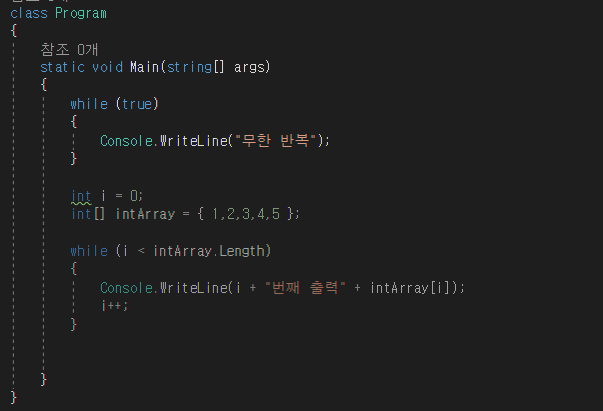 class Program
{
참조 0개
static void Main(string[] args)
{
while (true)
{
Console.WriteLine("무한 반복");
}
int i = 0;
int[] intArray = { 1,2,3,4,5 };
while (i < intArray.Length)
{
Console.WriteLine(i + "번째 출력" + intArray[i]);
i++;
}
}
}